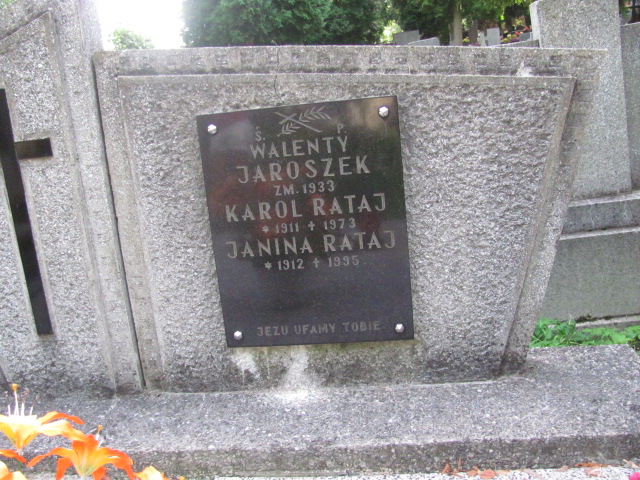 Ś. P.
WALENTY
JAROSZEK
ZM. 1933
KAROL RATAJ
* 1911 + 1973
JANINA RATAJ
* 1912 + 1995
JEZU UFAMY TOBIE